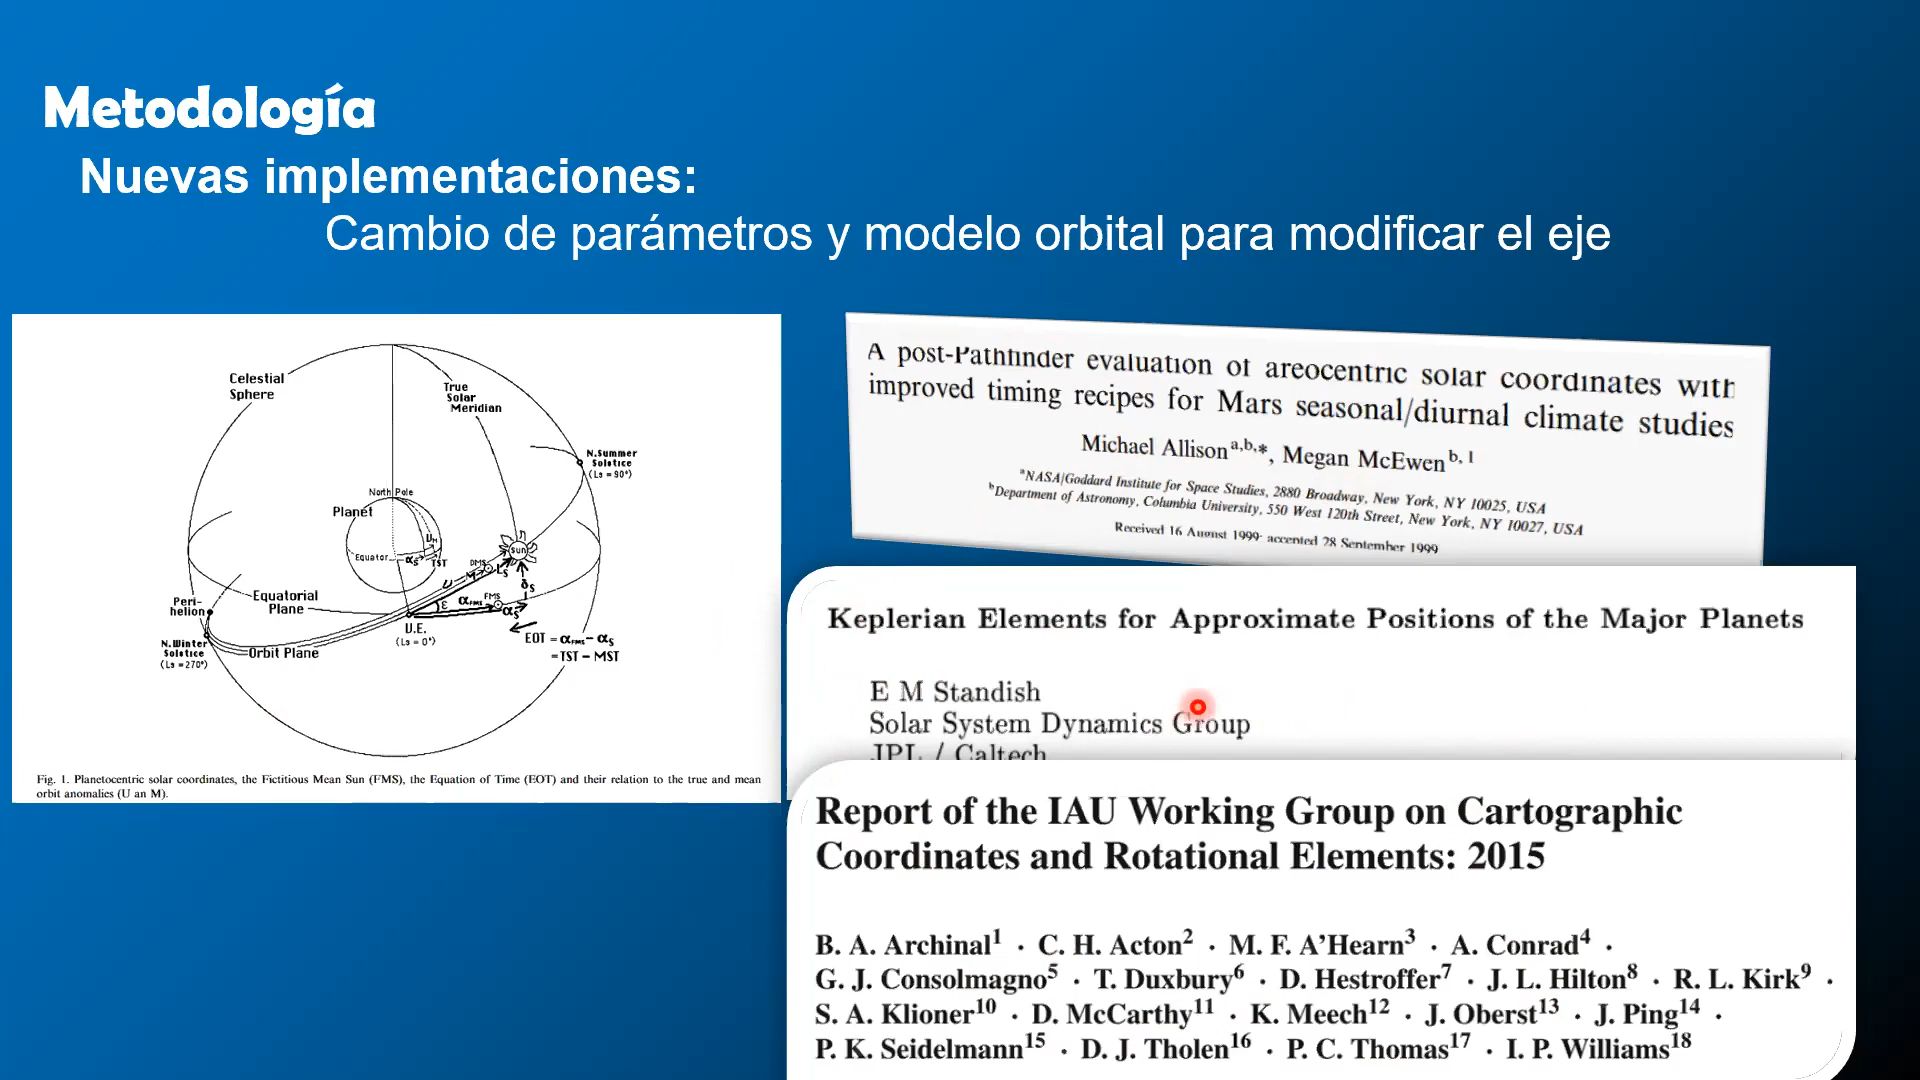 Metodología
Nuevas implementaciones:
Cambio de parámetros y modelo orbital para modificar el eje
Celestial
Sphere
True
Solar
Meridian
N.Summer
Solstice
(Ls = 90°)
North Pole
Planet
Equator
αs
TST
Sun
DMS
Ls
M
U
FMS
αFMS
ε
δs
αs
Peri-
helion
Equatorial
Plane
V.E.
(Ls = 0°)
EOT = αFMS – αS
= TST – MST
N.Winter
Solstice
(Ls = 270°)
Orbit Plane
Fig. 1. Planetocentric solar coordinates, the Fictitious Mean Sun (FMS), the Equation of Time (EOT) and their relation to the true and mean
orbit anomalies (U an M).
A post-Pathfinder evaluation of areocentric solar coordinates with
improved timing recipes for Mars seasonal/diurnal climate studies
Michael Allison a,b,*, Megan McEwen b, 1
aNASA/Goddard Institute for Space Studies, 2880 Broadway, New York, NY 10025, USA
bDepartment of Astronomy, Columbia University, 550 West 120th Street, New York, NY 10027, USA
Received 16 August 1999; accepted 28 September 1999
Keplerian Elements for Approximate Positions of the Major Planets
E M Standish
Solar System Dynamics Group
JPL / Caltech
Report of the IAU Working Group on Cartographic
Coordinates and Rotational Elements: 2015
B. A. Archinal1 · C. H. Acton2 · M. F. A'Hearn3 · A. Conrad4 ·
G. J. Consolmagno5 · T. Duxbury6 · D. Hestroffer7 · J. L. Hilton8 · R. L. Kirk9 ·
S. A. Klioner10 · D. McCarthy11 · K. Meech12 · J. Oberst13 · J. Ping14 ·
P. K. Seidelmann15 · D. J. Tholen16 · P. C. Thomas17 · I. P. Williams18